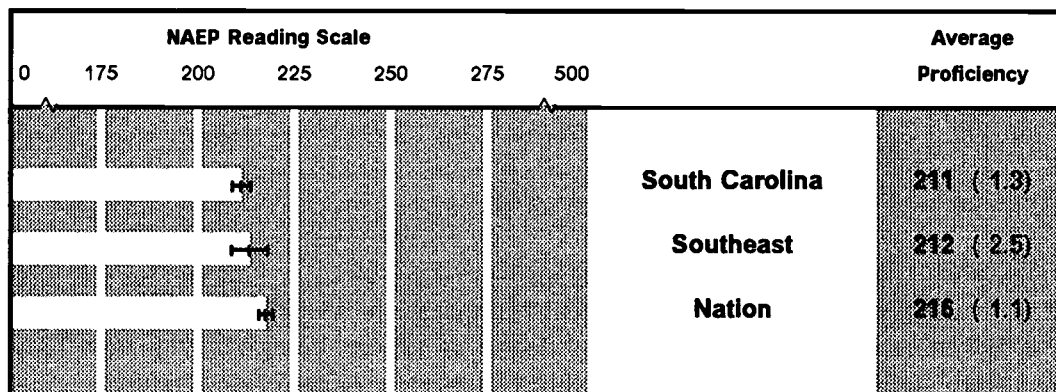 NAEP Reading Scale
Average
Proficiency
0 175 200 225 250 275 500
South Carolina 211 ( 1.3)
Southeast 212 ( 2.5)
Nation 216 ( 1.1)